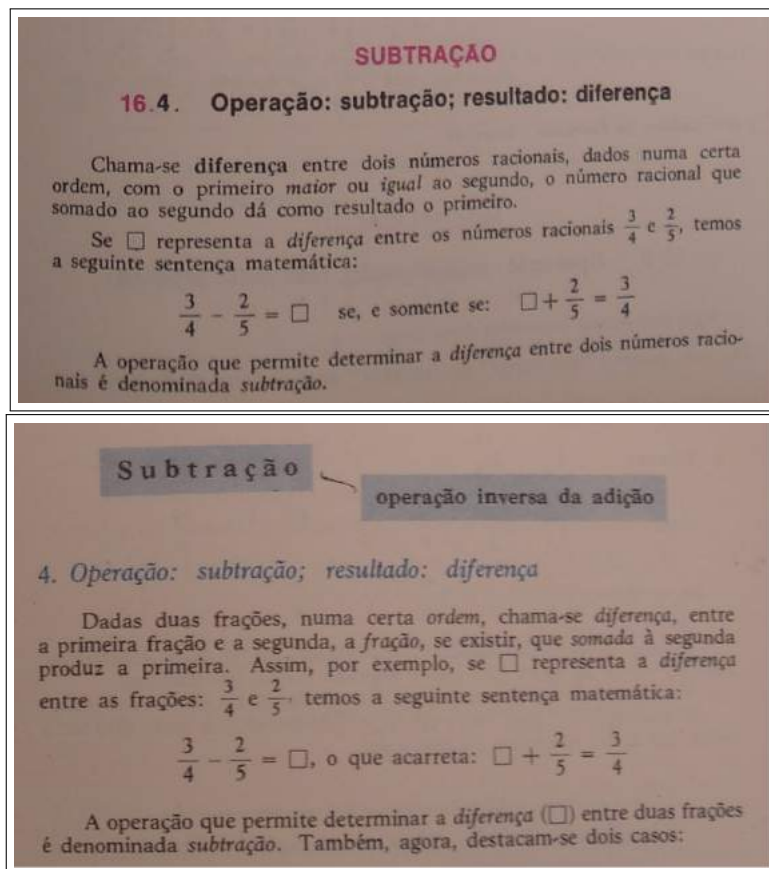 SUBTRAÇÃO
16.4. Operação: subtração; resultado: diferença
Chama-se diferença entre dois números racionais, dados numa certa
ordem, com o primeiro maior ou igual ao segundo, o número racional que
somado ao segundo dá como resultado o primeiro.
Se □ representa a diferença entre os números racionais 3/4 e 2/5, temos
a seguinte sentença matemática:
3/4 - 2/5 = □ se, e somente se: □ + 2/5 = 3/4
A operação que permite determinar a diferença entre dois números racio-
nais é denominada subtração.
Subtração
operação inversa da adição
4. Operação: subtração; resultado: diferença
Dadas duas frações, numa certa ordem, chama-se diferença, entre
a primeira fração e a segunda, a fração, se existir, que somada à segunda
produz a primeira. Assim, por exemplo, se □ representa a diferença
entre as frações: 3/4 e 2/5, temos a seguinte sentença matemática:
3/4 - 2/5 = □, o que acarreta: □ + 2/5 = 3/4
A operação que permite determinar a diferença (□) entre duas frações
é denominada subtração. Também, agora, destacam-se dois casos: